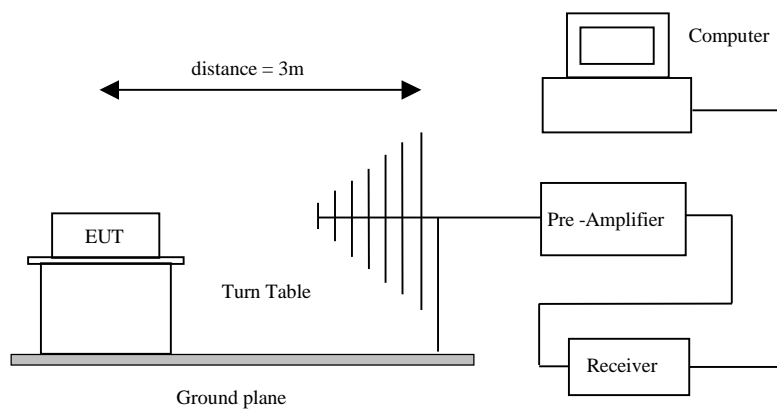 Computer
distance = 3m
Pre -Amplifier
EUT
Turn Table
Receiver
Ground plane